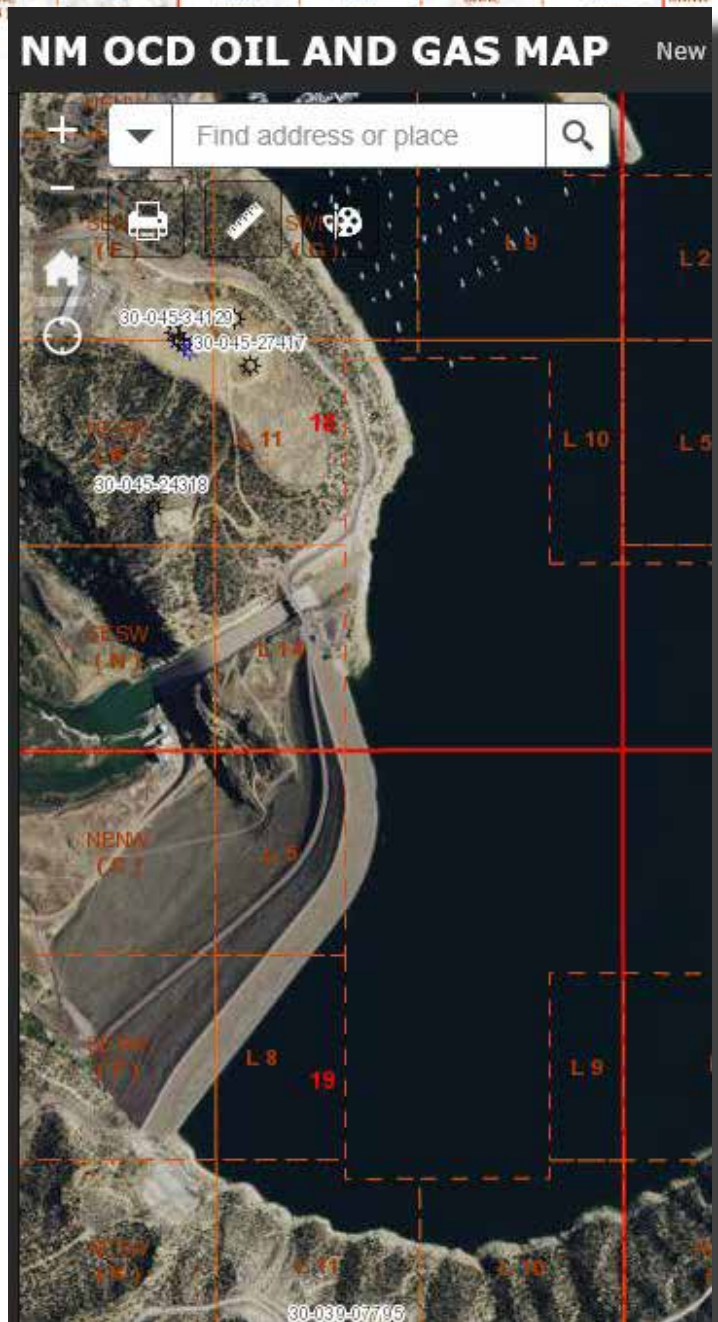 NM OCD OIL AND GAS MAP New
Find address or place
L 9
L 2
30-045-34129
30-045-27417
18
L 11
L 10
L 5
30-045-24318
SESW
( N )
L 14
NENW
( C )
L 5
L 8
19
L 9
L 11
L 10
30-039-07795